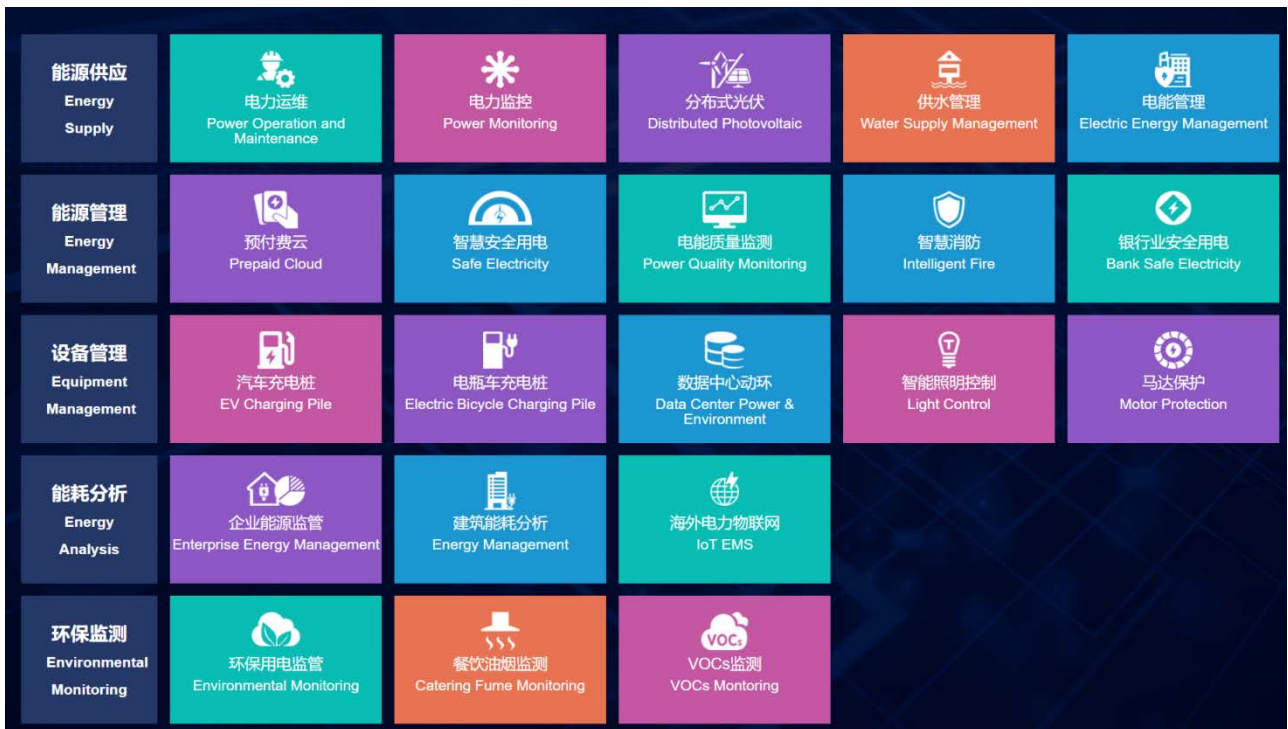 能源供应
Energy
Supply
电力运维
Power Operation and
Maintenance
电力监控
Power Monitoring
分布式光伏
Distributed Photovoltaic
供水管理
Water Supply Management
电能管理
Electric Energy Management
能源管理
Energy
Management
预付费云
Prepaid Cloud
智慧安全用电
Safe Electricity
电能质量监测
Power Quality Monitoring
智慧消防
Intelligent Fire
银行业安全用电
Bank Safe Electricity
设备管理
Equipment
Management
汽车充电桩
EV Charging Pile
电瓶车充电桩
Electric Bicycle Charging Pile
数据中心动环
Data Center Power &
Environment
T
智能照明控制
Light Control
马达保护
Motor Protection
能耗分析
Energy
Analysis
企业能源监管
Enterprise Energy Management
建筑能耗分析
Energy Management
海外电力物联网
IoT EMS
环保监测
Environmental
Monitoring
环保用电监管
Environmental Monitoring
餐饮油烟监测
Catering Fume Monitoring
VOCs
VOCs监测
VOCs Montoring